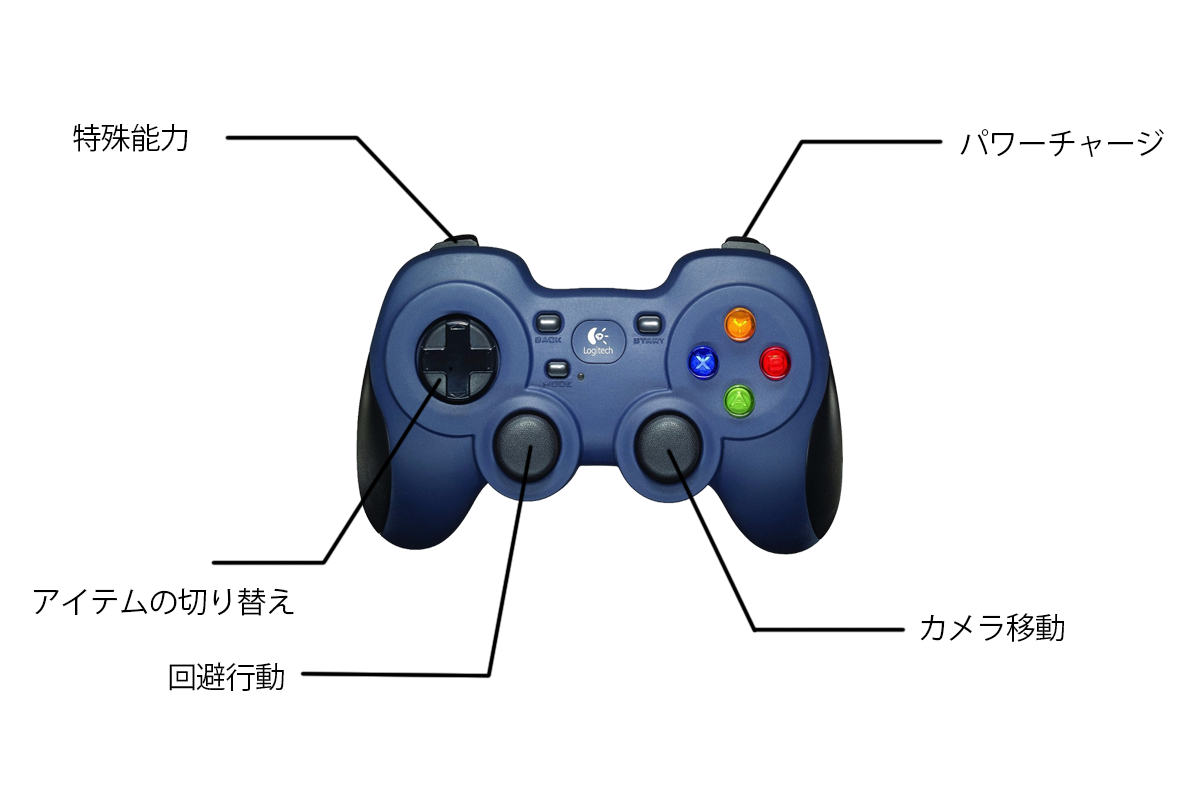 特殊能力
パワーチャージ
BACK
Logitech
START
Y
X
B
MODE
A
アイテムの切り替え
カメラ移動
回避行動